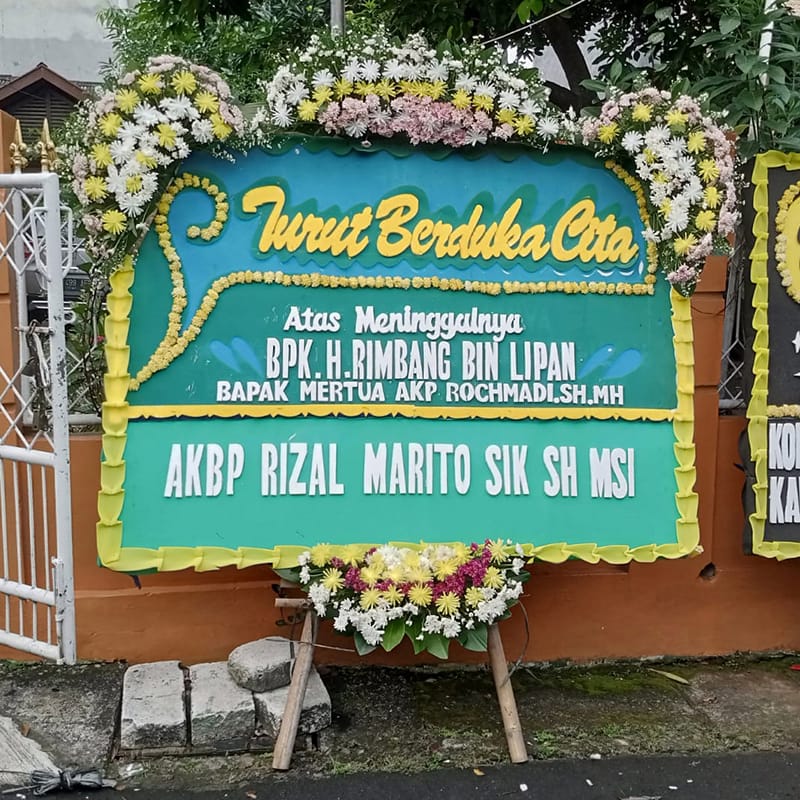 Turut Berduka Cita
Atas Meninggalnya
BPK. H. RIMBANG BIN LIPAN
BAPAK MERTUA AKP ROCHMADI.SH.MH
AKBP RIZAL MARITO SIK SH MSI